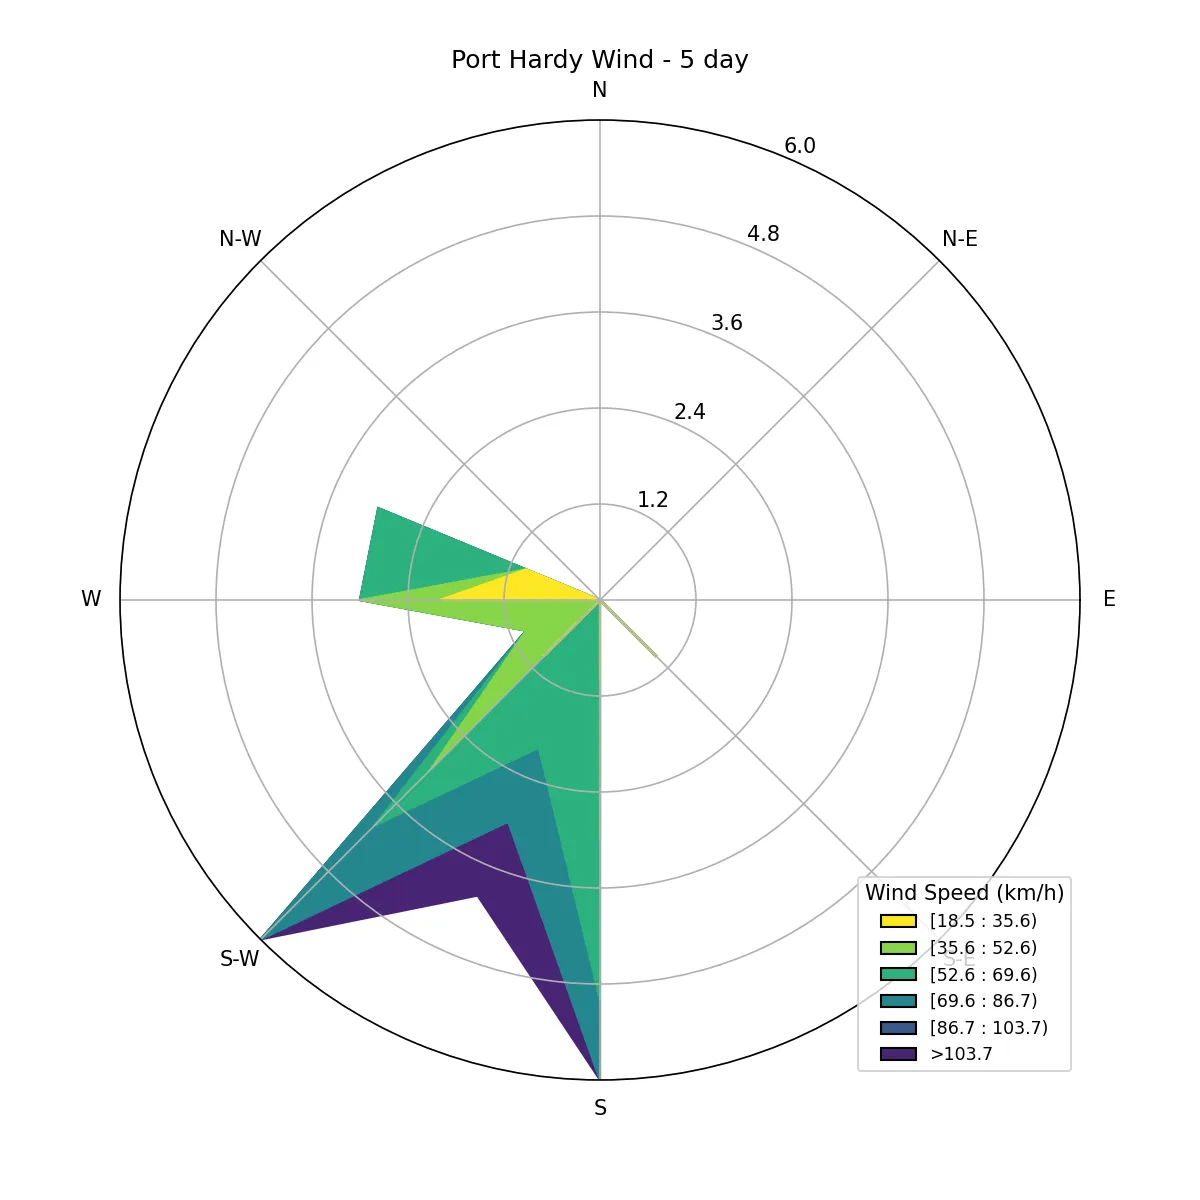 Port Hardy Wind - 5 day
N
6.0
N-W
N-E
4.8
3.6
2.4
1.2
W
E
S-W
S-E
S
Wind Speed (km/h)
[18.5 : 35.6)
[35.6 : 52.6)
[52.6 : 69.6)
[69.6 : 86.7)
[86.7 : 103.7)
>103.7